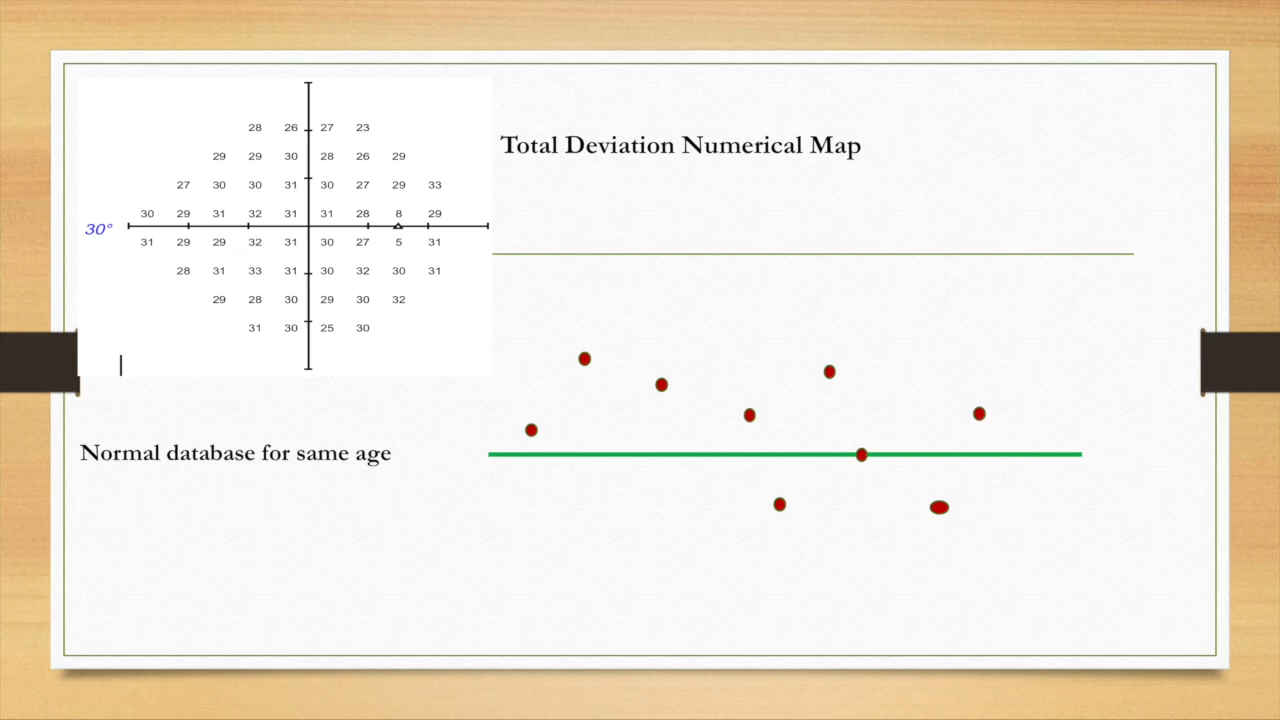 28 26 27 23
29 29 30 28 26 29
27 30 30 31 30 27 29 33
30 29 31 32 31 31 28 8 29
30°
31 29 29 32 31 30 27 5 31
28 31 33 31 30 32 30 31
29 28 30 29 30 32
31 30 25 30
Total Deviation Numerical Map
Normal database for same age